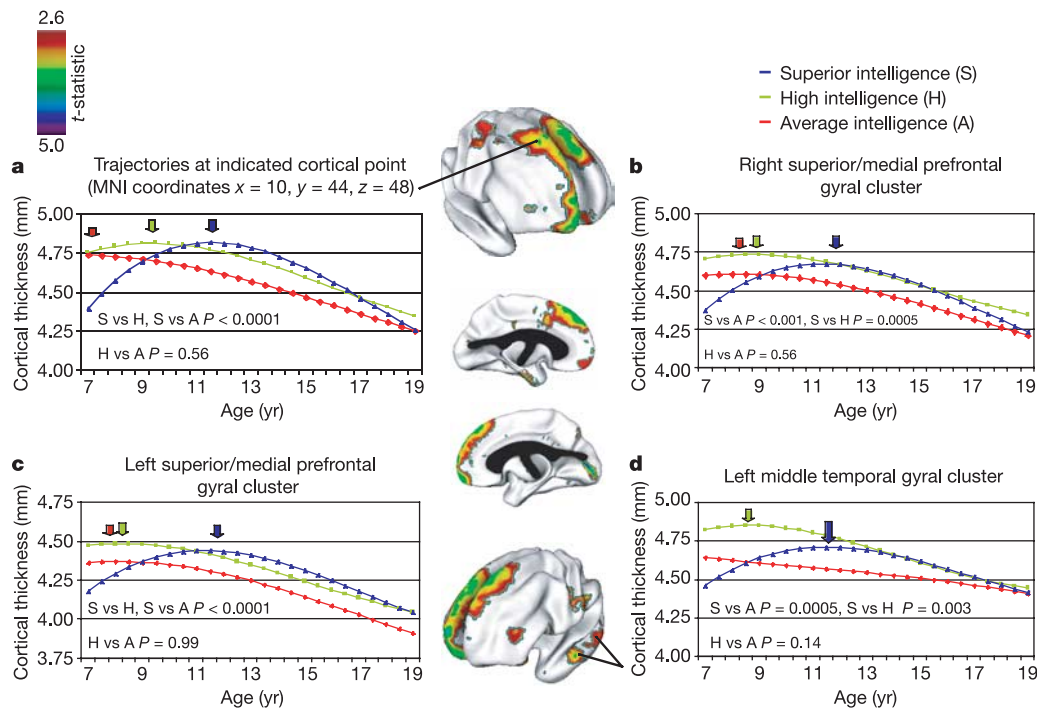 2.6
t-statistic
5.0
Superior intelligence (S)
High intelligence (H)
Average intelligence (A)
a
Trajectories at indicated cortical point
(MNI coordinates x = 10, y = 44, z = 48)
Cortical thickness (mm)
5.00
4.75
4.50
4.25
4.00
S vs H, S vs A P < 0.0001
H vs A P = 0.56
7 9 11 13 15 17 19
Age (yr)
b
Right superior/medial prefrontal
gyral cluster
Cortical thickness (mm)
5.00
4.75
4.50
4.25
4.00
S vs A P < 0.001, S vs H P = 0.0005
H vs A P = 0.56
7 9 11 13 15 17 19
Age (yr)
c
Left superior/medial prefrontal
gyral cluster
Cortical thickness (mm)
4.75
4.50
4.25
4.00
3.75
S vs H, S vs A P < 0.0001
H vs A P = 0.99
7 9 11 13 15 17 19
Age (yr)
d
Left middle temporal gyral cluster
Cortical thickness (mm)
5.00
4.75
4.50
4.25
4.00
S vs A P = 0.0005, S vs H P = 0.003
H vs A P = 0.14
7 9 11 13 15 17 19
Age (yr)